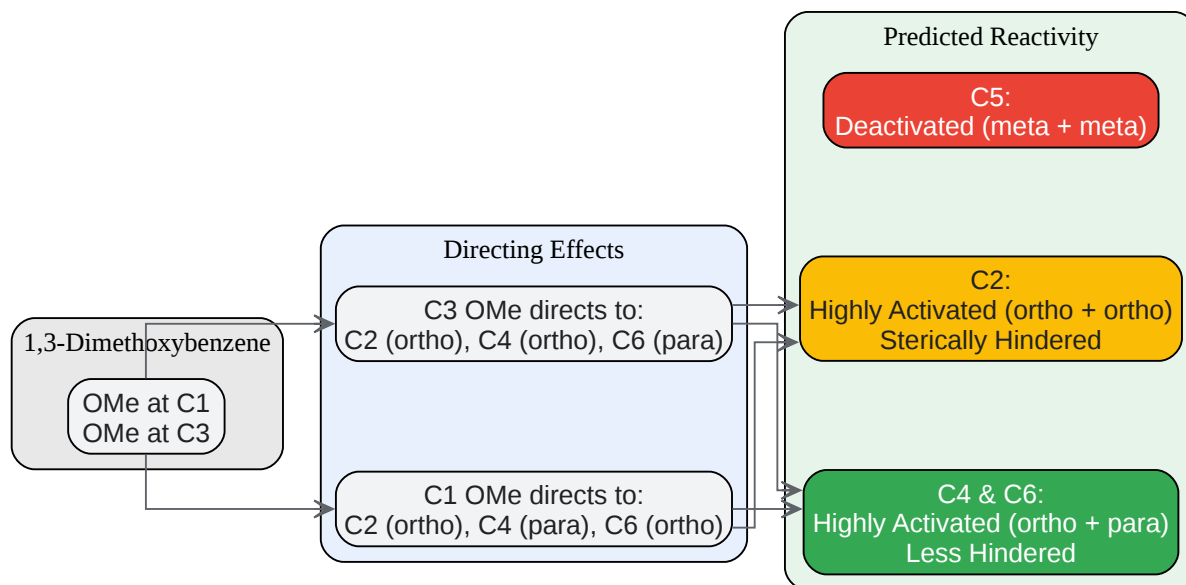 1,3-Dimethoxybenzene
OMe at C1
OMe at C3
Directing Effects
C3 OMe directs to:
C2 (ortho), C4 (ortho), C6 (para)
C1 OMe directs to:
C2 (ortho), C4 (para), C6 (ortho)
Predicted Reactivity
C5:
Deactivated (meta + meta)
C2:
Highly Activated (ortho + ortho)
Sterically Hindered
C4 & C6:
Highly Activated (ortho + para)
Less Hindered